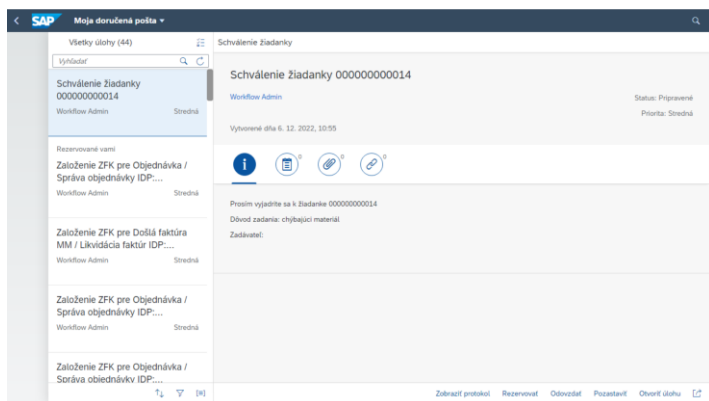 SAP Moja doručená pošta
Všetky úlohy (44)
Vyhľadať
Schválenie žiadanky
000000000014
Workflow Admin Stredná
Rezervované vami
Založenie ZFK pre Objednávka /
Správa objednávky IDP:...
Workflow Admin Stredná
Založenie ZFK pre Došlá faktúra
MM / Likvidácia faktúr IDP:...
Workflow Admin Stredná
Založenie ZFK pre Objednávka /
Správa objednávky IDP:...
Workflow Admin Stredná
Založenie ZFK pre Objednávka /
Správa objednávky IDP:...
Schválenie žiadanky
Schválenie žiadanky 000000000014
Workflow Admin
Status: Pripravené
Priorita: Stredná
Vytvorené dňa 6. 12. 2022, 10:55
0 0 0
Prosím vyjadrite sa k žiadanke 000000000014
Dôvod zadania: chýbajúci materiál
Zadávateľ:
Zobraziť protokol Rezervovať Odovzdať Pozastaviť Otvoriť úlohu